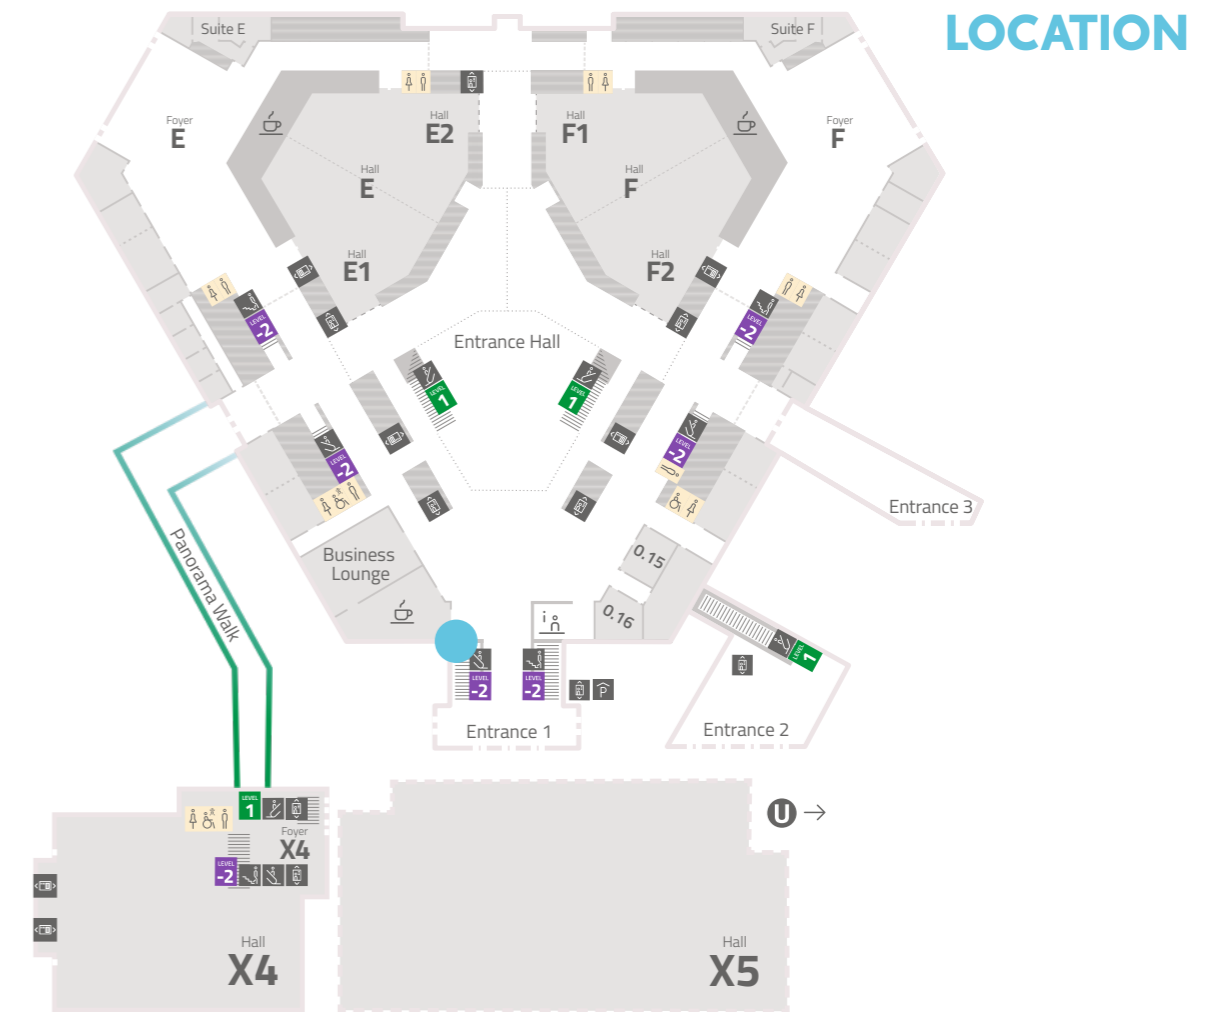 LOCATION
Suite E
Suite F
Foyer
E
Hall
E2
Hall
F1
Foyer
F
Hall
E
Hall
F
Hall
E1
Hall
F2
LEVEL
-2
LEVEL
-2
Entrance Hall
LEVEL
1
LEVEL
1
LEVEL
-2
LEVEL
-2
Entrance 3
Panorama Walk
Business
Lounge
0.15
0.16
i
LEVEL
1
LEVEL
-2
LEVEL
-2
P
Entrance 1
Entrance 2
LEVEL
1
U
Foyer
X4
LEVEL
-2
Hall
X4
Hall
X5